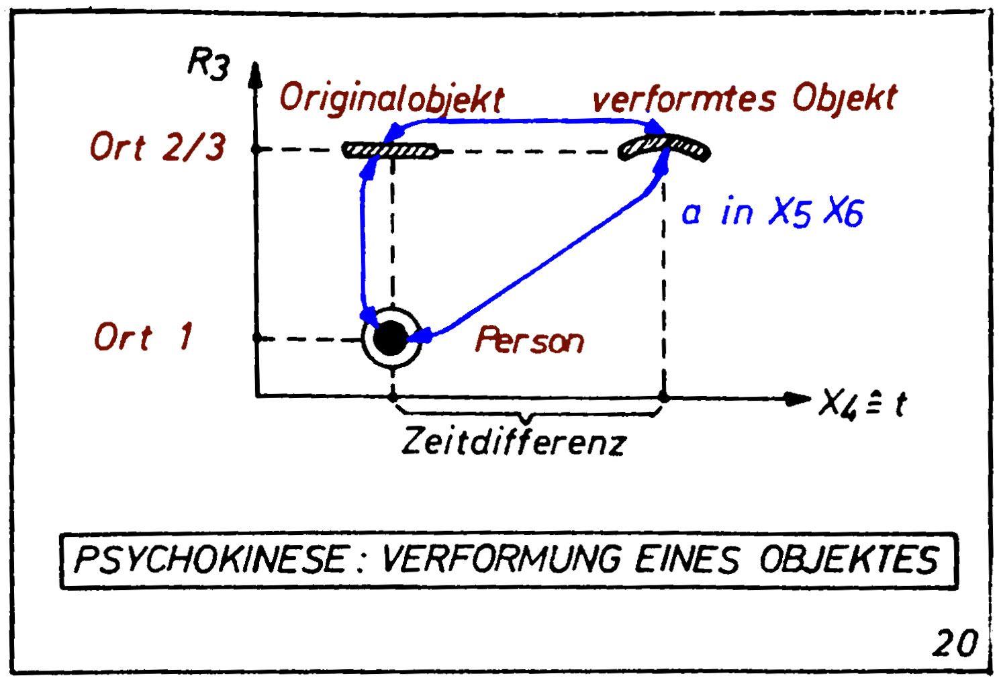 R3
Originalobjekt verformtes Objekt
Ort 2/3
a in X5 X6
Ort 1
Person
X4 ≙ t
Zeitdifferenz
PSYCHOKINESE: VERFORMUNG EINES OBJEKTES
20